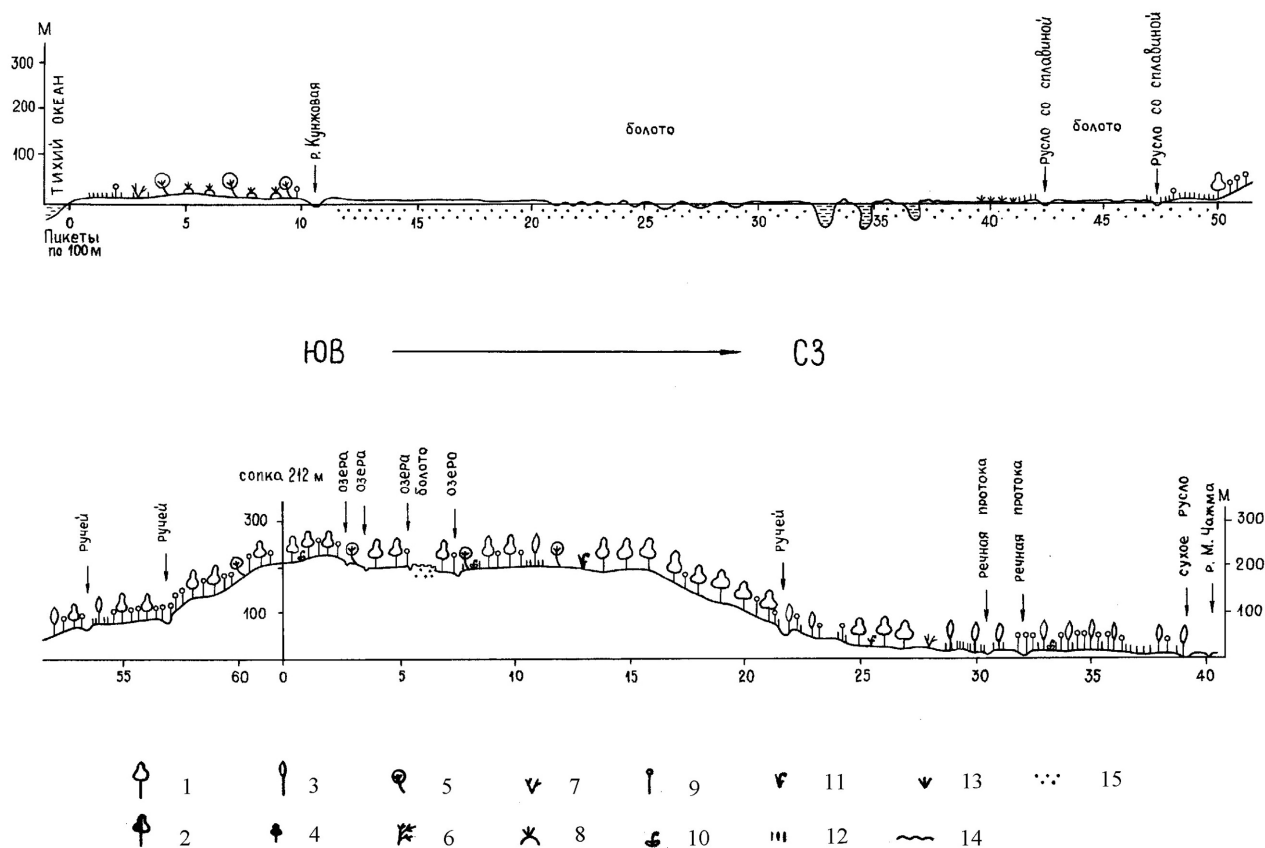 М
300
200
100
ТИХИЙ ОКЕАН
р. Кунжовая
болото
Русло со сплавиной
болото
Русло со сплавиной
0 5 10 15 20 25 30 35 40 45 50
Пикеты
по 100 м
ЮВ СЗ
ручей
ручей
сопка 212 м
озера
озера
озера
болото
озеро
ручей
речная протока
речная протока
сухое русло
р. М. Чажма
М
300
100
300
200
100
55 60 0 5 10 15 20 25 30 35 40
1 3 5 7 9 11 13 15
2 4 6 8 10 12 14